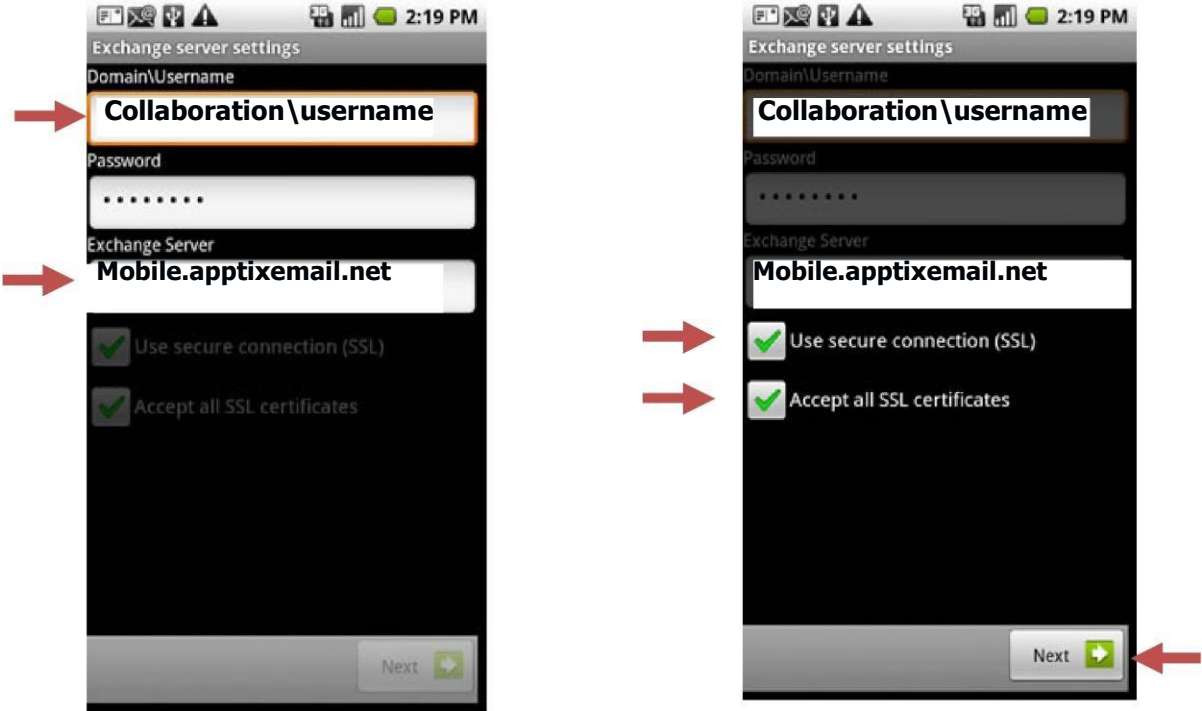 2:19 PM
Exchange server settings
Domain\Username
Collaboration\username
Password
Exchange Server
Mobile.apptixemail.net
Use secure connection (SSL)
Accept all SSL certificates
Next
2:19 PM
Exchange server settings
Domain\Username
Collaboration\username
Password
Exchange Server
Mobile.apptixemail.net
Use secure connection (SSL)
Accept all SSL certificates
Next